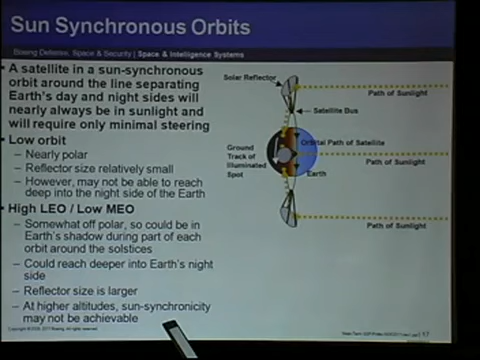 Sun Synchronous Orbits
Boeing Defense, Space & Security | Space & Intelligence Systems
• A satellite in a sun-synchronous
orbit around the line separating
Earth's day and night sides will
nearly always be in sunlight and
will require only minimal steering
• Low orbit
– Nearly polar
– Reflector size relatively small
– However, may not be able to reach
deep into the night side of the Earth
• High LEO / Low MEO
– Somewhat off polar, so could be in
Earth's shadow during part of each
orbit around the solstices
– Could reach deeper into Earth's night
side
– Reflector size is larger
– At higher altitudes, sun-synchronicity
may not be achievable
Solar Reflector
Path of Sunlight
Satellite Bus
Orbital Path of Satellite
Ground
Track of
Illuminated
Spot
Path of Sunlight
Earth
Path of Sunlight
Boeing. All rights reserved.
17